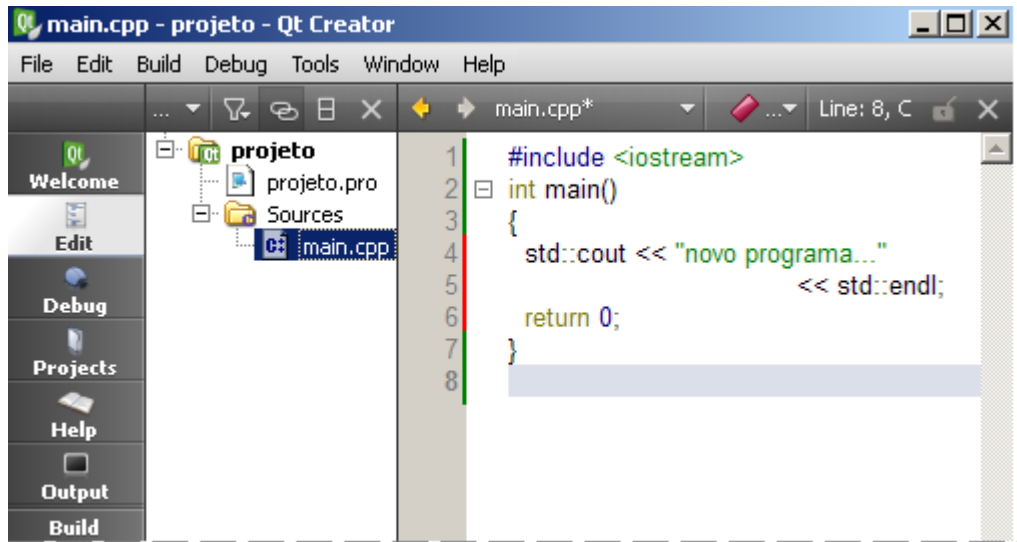 main.cpp - projeto - Qt Creator
File Edit Build Debug Tools Window Help
... main.cpp* ... Line: 8, C
Welcome
Edit
Debug
Projects
Help
Output
Build
projeto
projeto.pro
Sources
main.cpp
1 #include <iostream>
2 int main()
3 {
4 std::cout << "novo programa..."
5 << std::endl;
6 return 0;
7 }
8